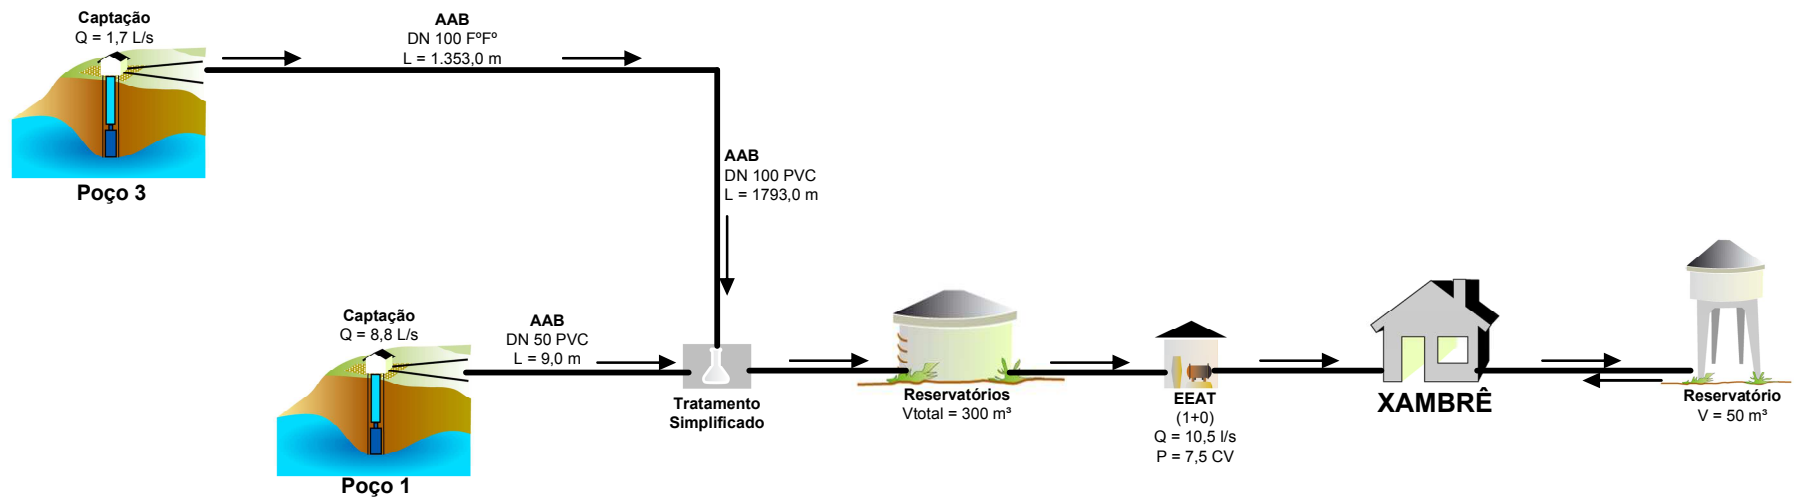 Captação
Q = 1,7 L/s
Poço 3
AAB
DN 100 FºFº
L = 1.353,0 m
AAB
DN 100 PVC
L = 1793,0 m
Captação
Q = 8,8 L/s
Poço 1
AAB
DN 50 PVC
L = 9,0 m
Tratamento
Simplificado
Reservatórios
Vtotal = 300 m³
EEAT
(1+0)
Q = 10,5 l/s
P = 7,5 CV
XAMBRÊ
Reservatório
V = 50 m³